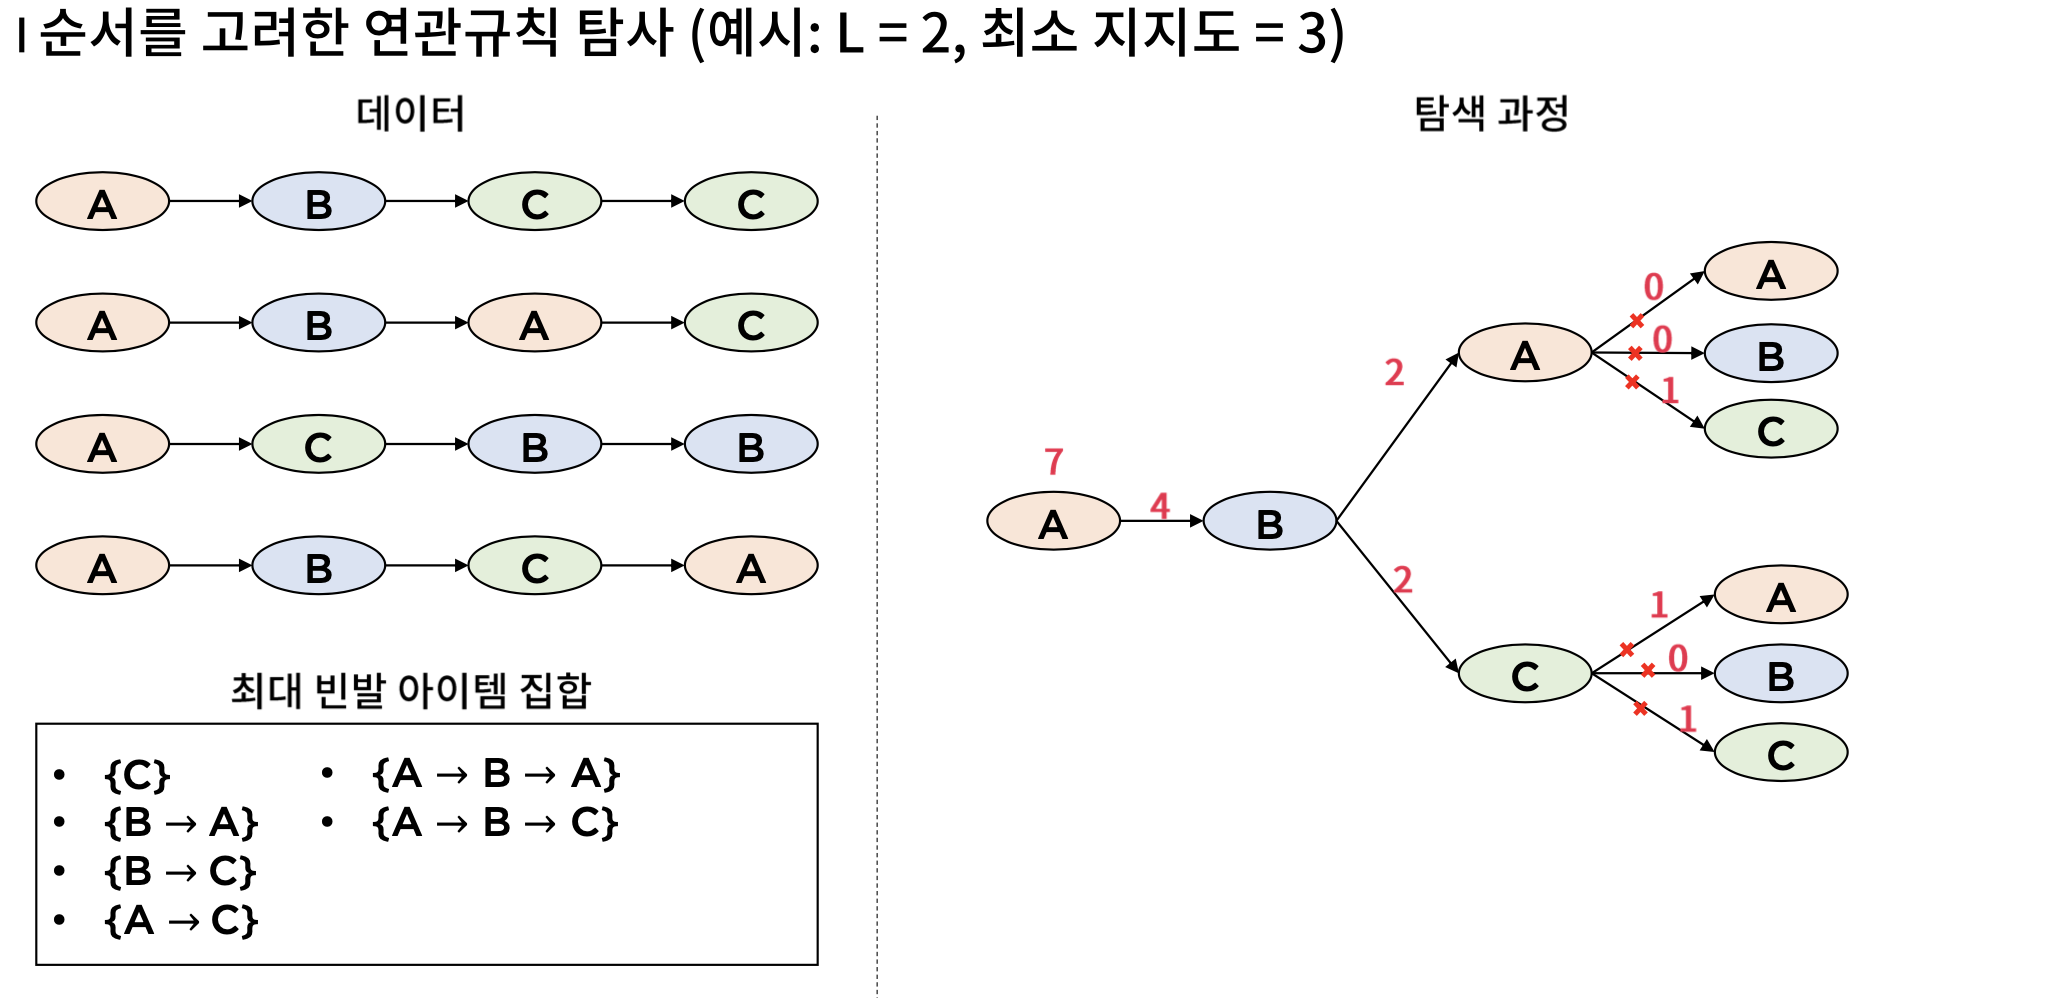 | 순서를 고려한 연관규칙 탐사 (예시: L = 2, 최소 지지도 = 3)
데이터
A B C C
A B A C
A C B B
A B C A
최대 빈발 아이템 집합
• {C}
• {B → A}
• {B → C}
• {A → C}
• {A → B → A}
• {A → B → C}
탐색 과정
7
A
4
B
2
A
0
A
0
B
1
C
2
C
1
A
0
B
1
C